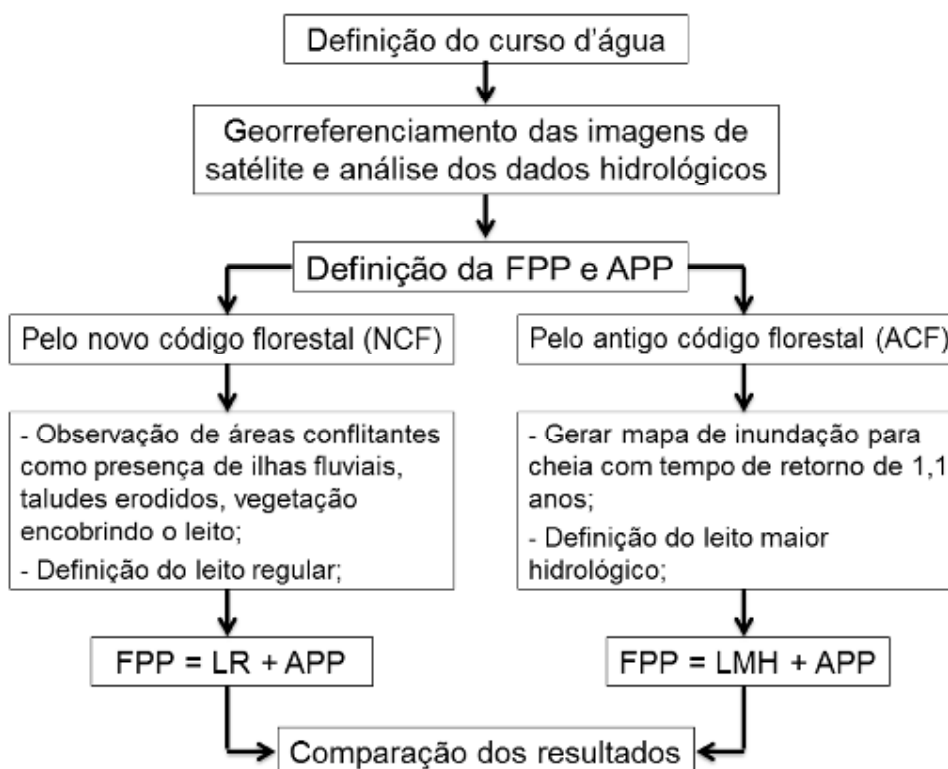 Definição do curso d'água
Georreferenciamento das imagens de
satélite e análise dos dados hidrológicos
Definição da FPP e APP
Pelo novo código florestal (NCF)
- Observação de áreas conflitantes
como presença de ilhas fluviais,
taludes erodidos, vegetação
encobrindo o leito;
- Definição do leito regular;
FPP = LR + APP
Pelo antigo código florestal (ACF)
- Gerar mapa de inundação para
cheia com tempo de retorno de 1,1
anos;
- Definição do leito maior
hidrológico;
FPP = LMH + APP
Comparação dos resultados